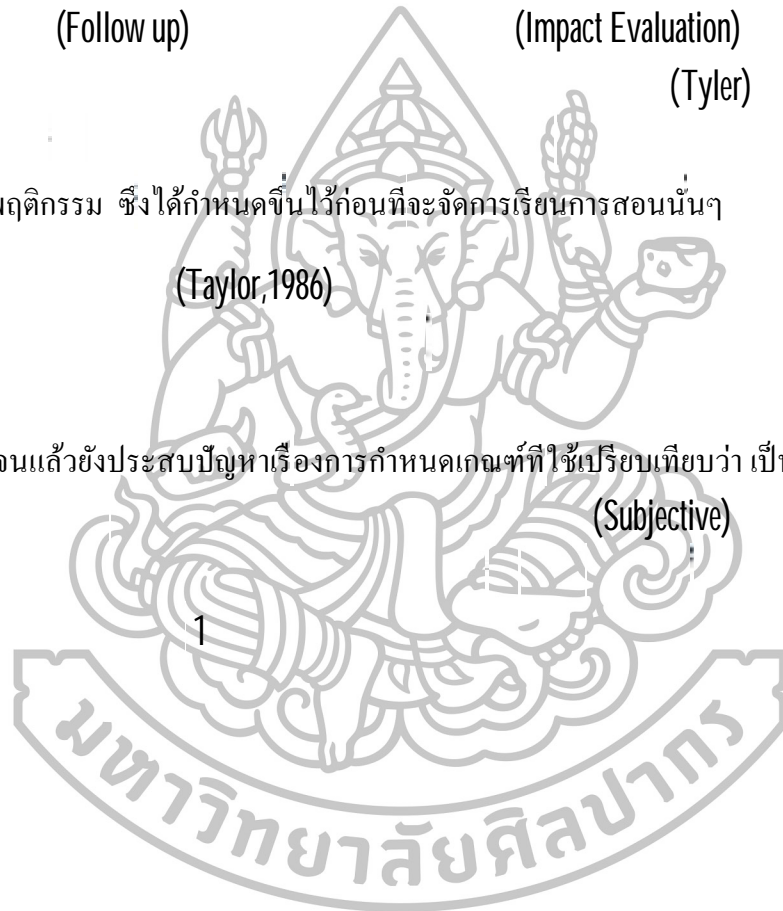 (Follow up) (Impact Evaluation)
(Tyler)
พฤติกรรม ซึ่งได้กำหนดขึ้นไว้ก่อนที่จะจัดการเรียนการสอนนั้นๆ
(Taylor,1986)
จนแล้วยังประสบปัญหาเรื่องการกำหนดเกณฑ์ที่ใช้เปรียบเทียบว่า เป็น
(Subjective)
1
มหาวิทยาลัยศิลปากร